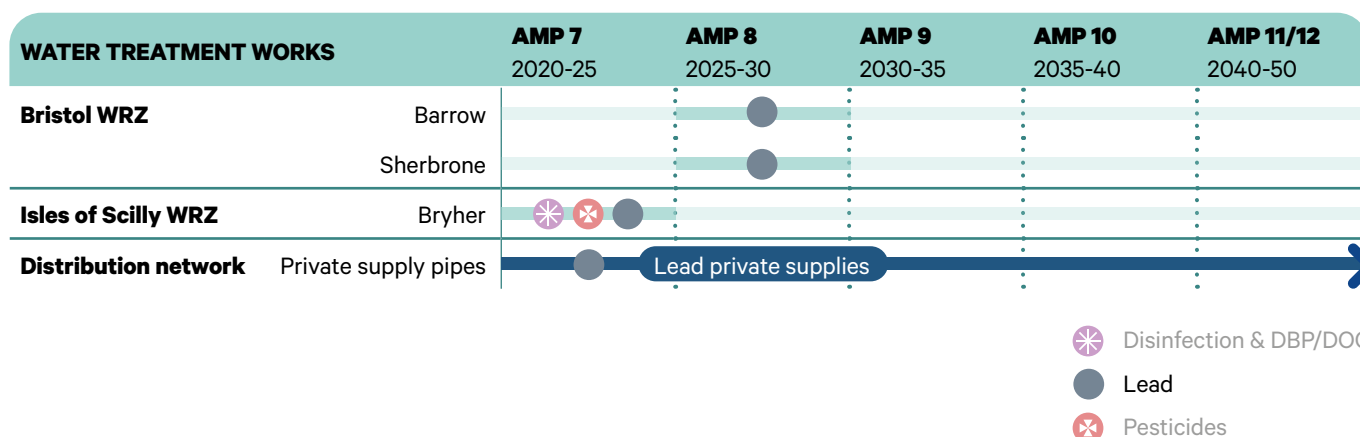 WATER TREATMENT WORKS
AMP 7 AMP 8 AMP 9 AMP 10 AMP 11/12
2020-25 2025-30 2030-35 2035-40 2040-50
Bristol WRZ Barrow
Sherbrone
Isles of Scilly WRZ Bryher
Distribution network Private supply pipes Lead private supplies
Disinfection & DBP/DOC
Lead
Pesticides